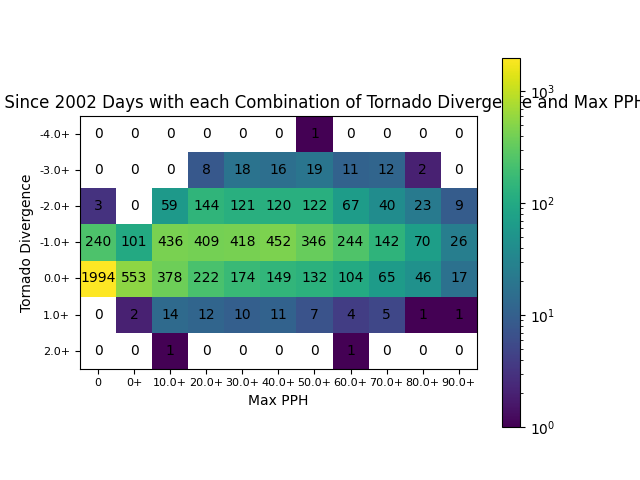 Since 2002 Days with each Combination of Tornado Divergence and Max PPH
-4.0+ 0 0 0 0 0 0 1 0 0 0 0
-3.0+ 0 0 0 8 18 16 19 11 12 2 0
-2.0+ 3 0 59 144 121 120 122 67 40 23 9
-1.0+ 240 101 436 409 418 452 346 244 142 70 26
0.0+ 1994 553 378 222 174 149 132 104 65 46 17
1.0+ 0 2 14 12 10 11 7 4 5 1 1
2.0+ 0 0 1 0 0 0 0 1 0 0 0
0 0+ 10.0+ 20.0+ 30.0+ 40.0+ 50.0+ 60.0+ 70.0+ 80.0+ 90.0+
Max PPH
Tornado Divergence
10³
10²
10¹
10⁰